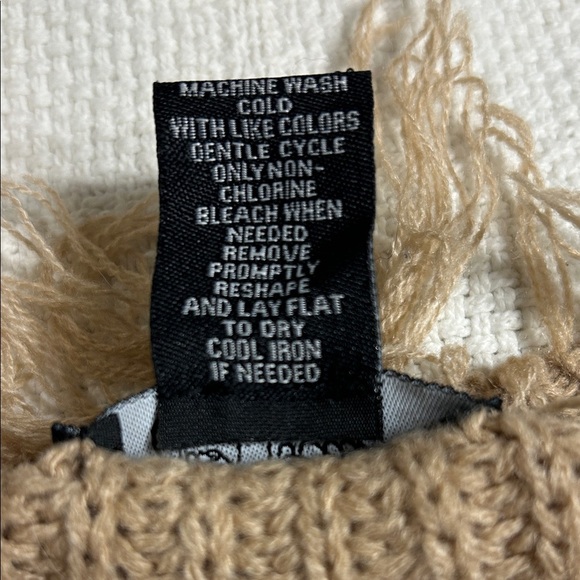 MACHINE WASH
COLD
WITH LIKE COLORS
GENTLE CYCLE
ONLY NON-
CHLORINE
BLEACH WHEN
NEEDED
REMOVE
PROMPTLY
RESHAPE
AND LAY FLAT
TO DRY
COOL IRON
IF NEEDED